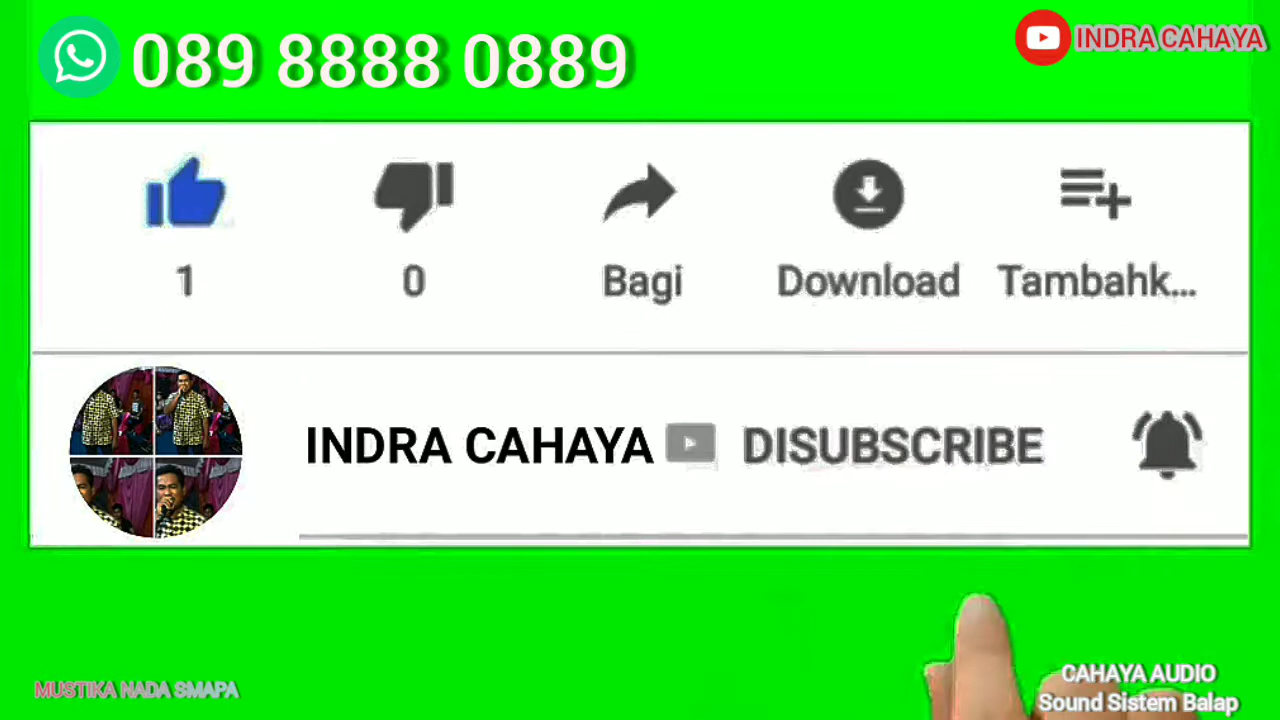 089 8888 0889
INDRA CAHAYA
1
0
Bagi
Download
Tambahk...
INDRA CAHAYA
DISUBSCRIBE
MUSTIKA NADA SMAPA
CAHAYA AUDIO
Sound Sistem Balap